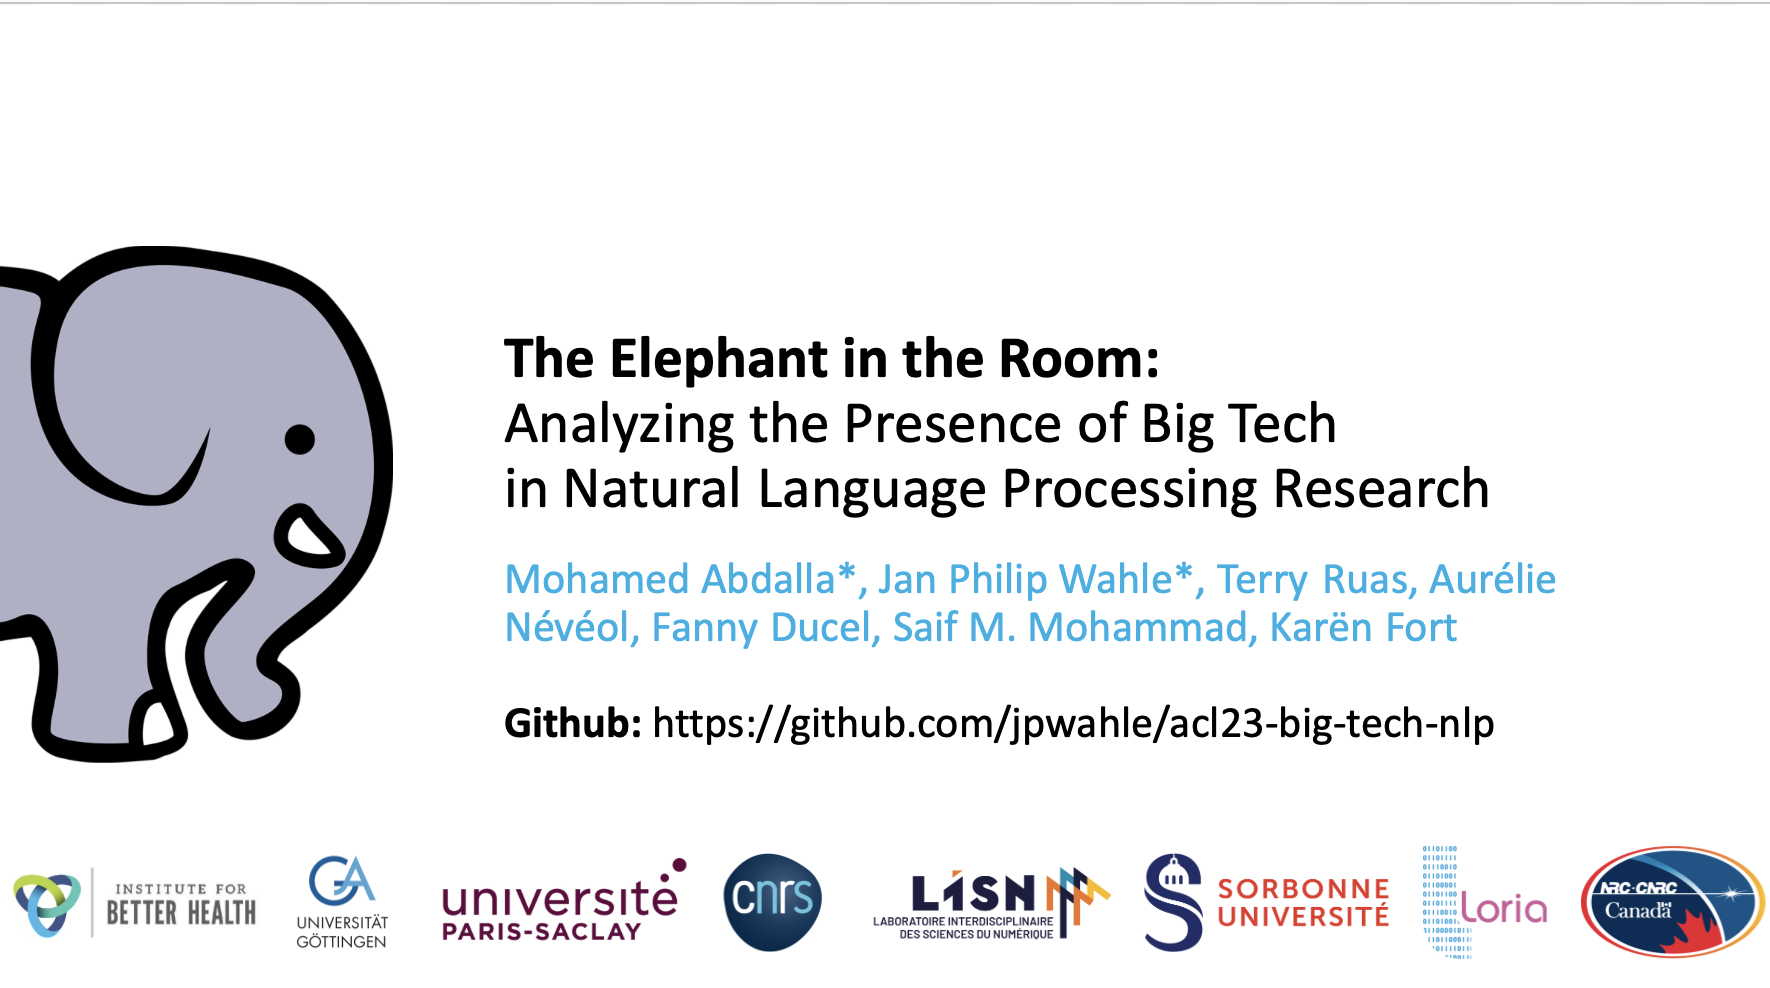 The Elephant in the Room:
Analyzing the Presence of Big Tech
in Natural Language Processing Research
Mohamed Abdalla*, Jan Philip Wahle*, Terry Ruas, Aurélie
Névéol, Fanny Ducel, Saif M. Mohammad, Karën Fort
Github: https://github.com/jpwahle/acl23-big-tech-nlp
INSTITUTE FOR
BETTER HEALTH
GA
UNIVERSITÄT
GÖTTINGEN
université
PARIS-SACLAY
cnrs
LISN
LABORATOIRE INTERDISCIPLINAIRE
DES SCIENCES DU NUMÉRIQUE
S
SORBONNE
UNIVERSITÉ
Loria
NRC·CNRC
Canada